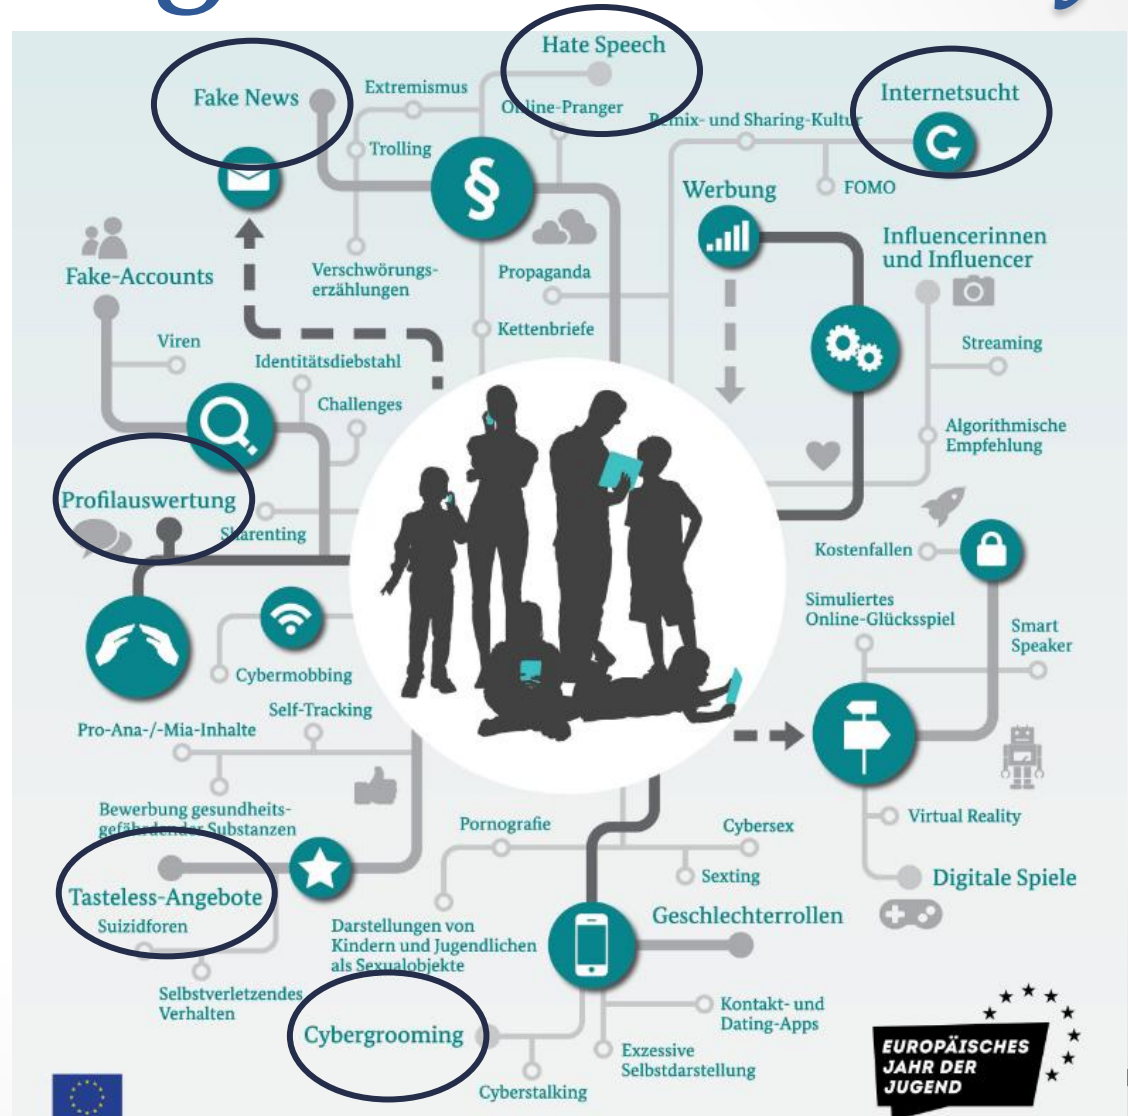 Hate Speech
Fake News
Extremismus
Online-Pranger
Trolling
Remix- und Sharing-Kultur
Internetsucht
FOMO
§
Werbung
Influencerinnen
und Influencer
Fake-Accounts
Verschwörungs-
erzählungen
Propaganda
Kettenbriefe
Streaming
Viren
Identitätsdiebstahl
Challenges
Algorithmische
Empfehlung
Profilauswertung
Sharenting
Kostenfallen
Simuliertes
Online-Glücksspiel
Smart
Speaker
Cybermobbing
Self-Tracking
Pro-Ana-/-Mia-Inhalte
Bewerbung gesundheits-
gefährdender Substanzen
Pornografie
Cybersex
Sexting
Virtual Reality
Digitale Spiele
Tasteless-Angebote
Suizidforen
Selbstverletzendes
Verhalten
Darstellungen von
Kindern und Jugendlichen
als Sexualobjekte
Geschlechterrollen
Cybergrooming
Cyberstalking
Kontakt- und
Dating-Apps
Exzessive
Selbstdarstellung
EUROPÄISCHES
JAHR DER
JUGEND